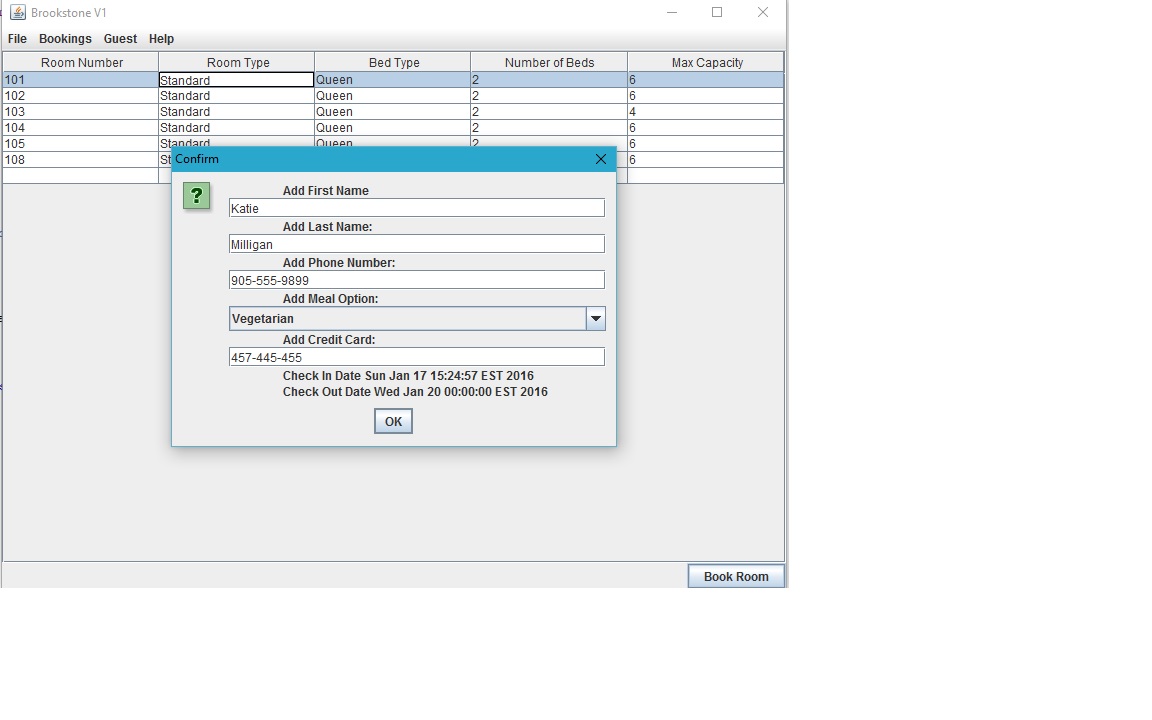 Brookstone V1
File Bookings Guest Help
Room Number Room Type Bed Type Number of Beds Max Capacity
101 Standard Queen 2 6
102 Standard Queen 2 6
103 Standard Queen 2 4
104 Standard Queen 2 6
105 Standard Queen 2 6
108 6
Confirm
?
Add First Name
Katie
Add Last Name:
Milligan
Add Phone Number:
905-555-9899
Add Meal Option:
Vegetarian
Add Credit Card:
457-445-455
Check In Date Sun Jan 17 15:24:57 EST 2016
Check Out Date Wed Jan 20 00:00:00 EST 2016
OK
Book Room